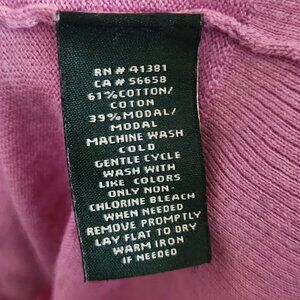 RN # 41381
CA # 56658
61%COTTON/
COTON
39% MODAL/
MODAL
MACHINE WASH
COLD
GENTLE CYCLE
WASH WITH
LIKE COLORS
ONLY NON-
CHLORINE BLEACH
WHEN NEEDED
REMOVE PROMPTLY
LAY FLAT TO DRY
WARM IRON
IF NEEDED